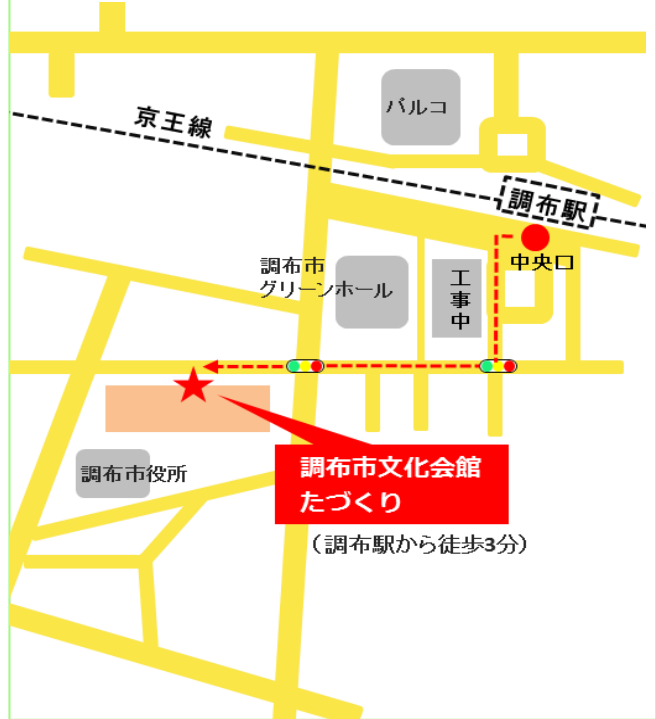 パルコ
京王線
調布駅
中央口
調布市
グリーンホール
工事中
調布市文化会館
たづくり
調布市役所
（調布駅から徒歩3分）